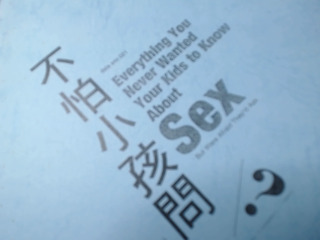 不怕小孩問
Everything You
Never Wanted
Your Kids to Know
About
Sex
?